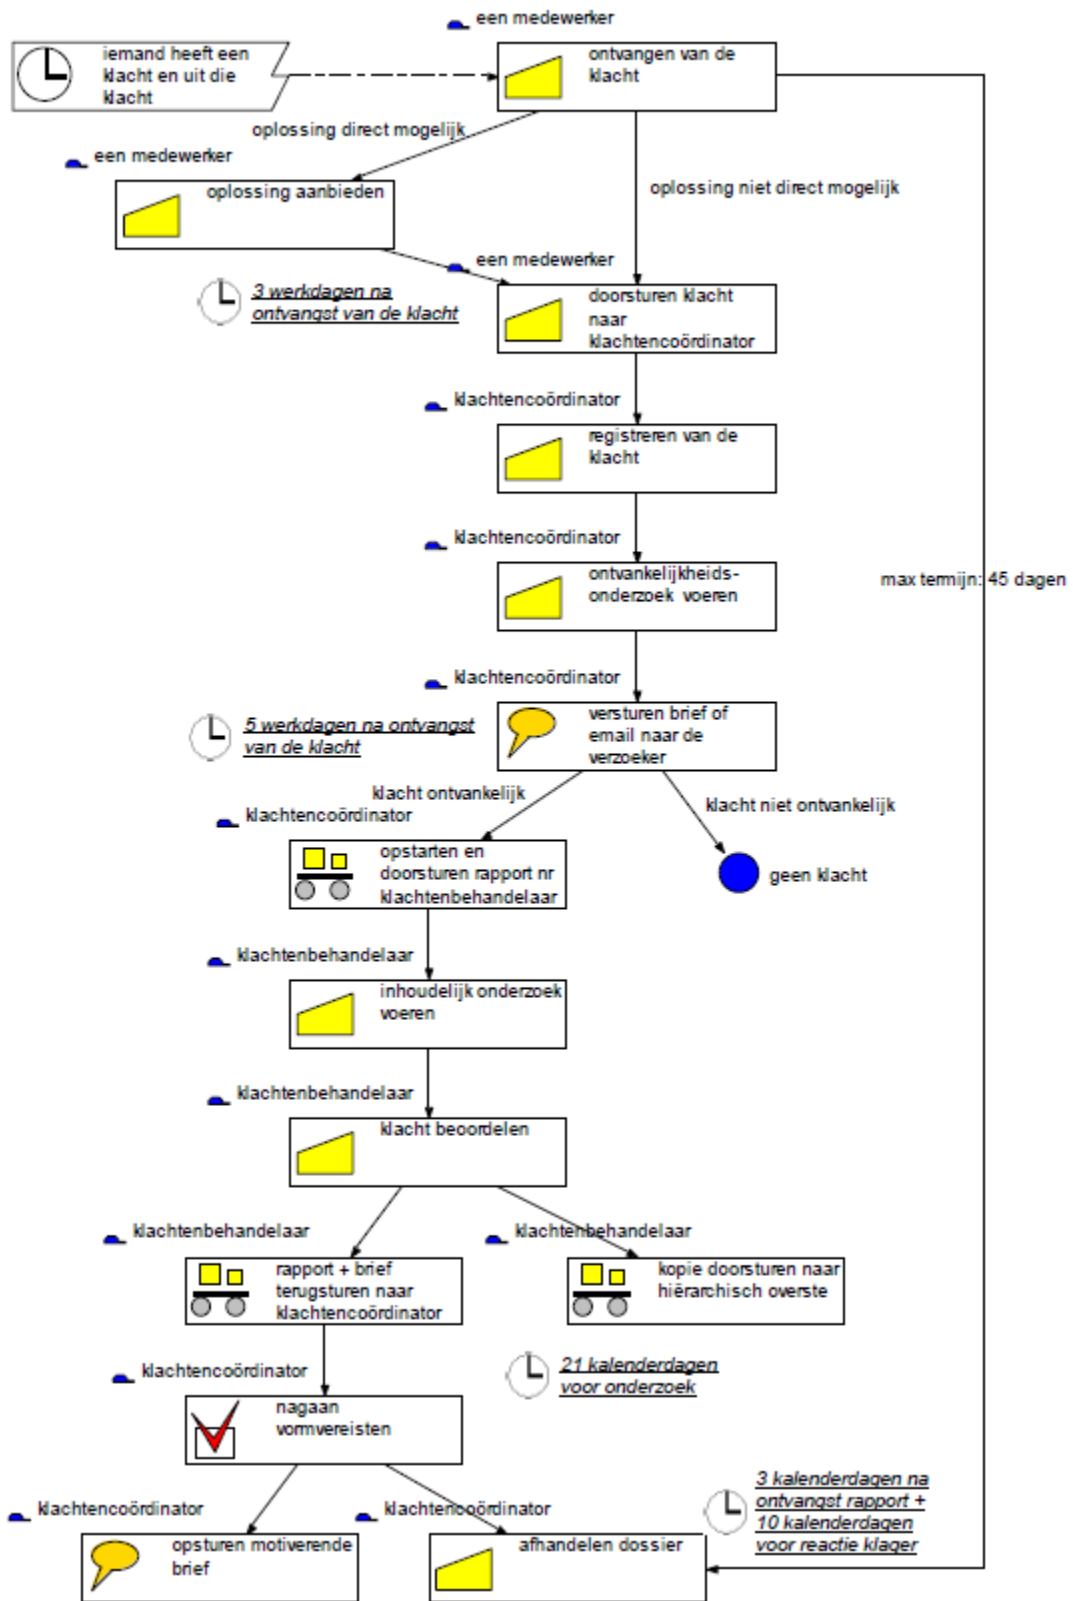 een medewerker
iemand heeft een
klacht en uit die
klacht
ontvangen van de
klacht
oplossing direct mogelijk
een medewerker
oplossing aanbieden
oplossing niet direct mogelijk
een medewerker
3 werkdagen na
ontvangst van de klacht
doorsturen klacht
naar
klachtencoördinator
klachtencoördinator
registreren van de
klacht
klachtencoördinator
ontvankelijkheids-
onderzoek voeren
max termijn: 45 dagen
klachtencoördinator
5 werkdagen na ontvangst
van de klacht
versturen brief of
email naar de
verzoeker
klacht ontvankelijk
klacht niet ontvankelijk
klachtencoördinator
opstarten en
doorsturen rapport nr
klachtenbehandelaar
geen klacht
klachtenbehandelaar
inhoudelijk onderzoek
voeren
klachtenbehandelaar
klacht beoordelen
klachtenbehandelaar
klachtenbehandelaar
rapport + brief
terugsturen naar
klachtencoördinator
kopie doorsturen naar
hiërarchisch overste
klachtencoördinator
21 kalenderdagen
voor onderzoek
nagaan
vormvereisten
3 kalenderdagen na
ontvangst rapport +
10 kalenderdagen
voor reactie klager
klachtencoördinator
klachtencoördinator
opsturen motiverende
brief
afhandelen dossier